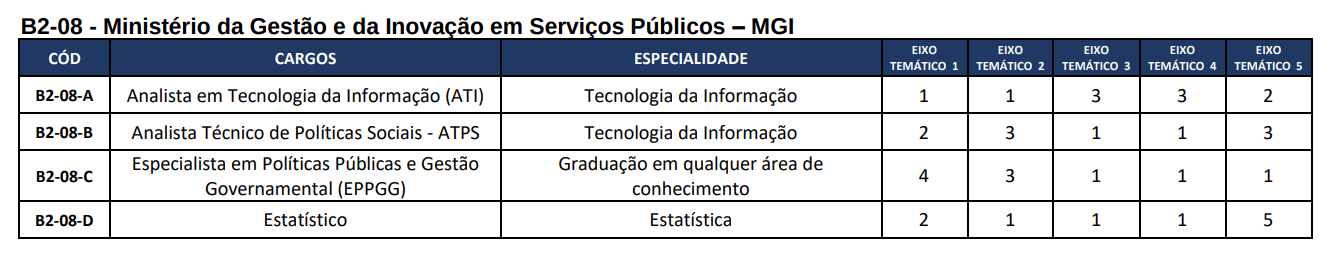 B2-08 - Ministério da Gestão e da Inovação em Serviços Públicos – MGI
CÓD CARGOS ESPECIALIDADE EIXO TEMÁTICO 1 EIXO TEMÁTICO 2 EIXO TEMÁTICO 3 EIXO TEMÁTICO 4 EIXO TEMÁTICO 5
B2-08-A Analista em Tecnologia da Informação (ATI) Tecnologia da Informação 1 1 3 3 2
B2-08-B Analista Técnico de Políticas Sociais - ATPS Tecnologia da Informação 2 3 1 1 3
B2-08-C Especialista em Políticas Públicas e Gestão Governamental (EPPGG) Graduação em qualquer área de conhecimento 4 3 1 1 1
B2-08-D Estatístico Estatística 2 1 1 1 5